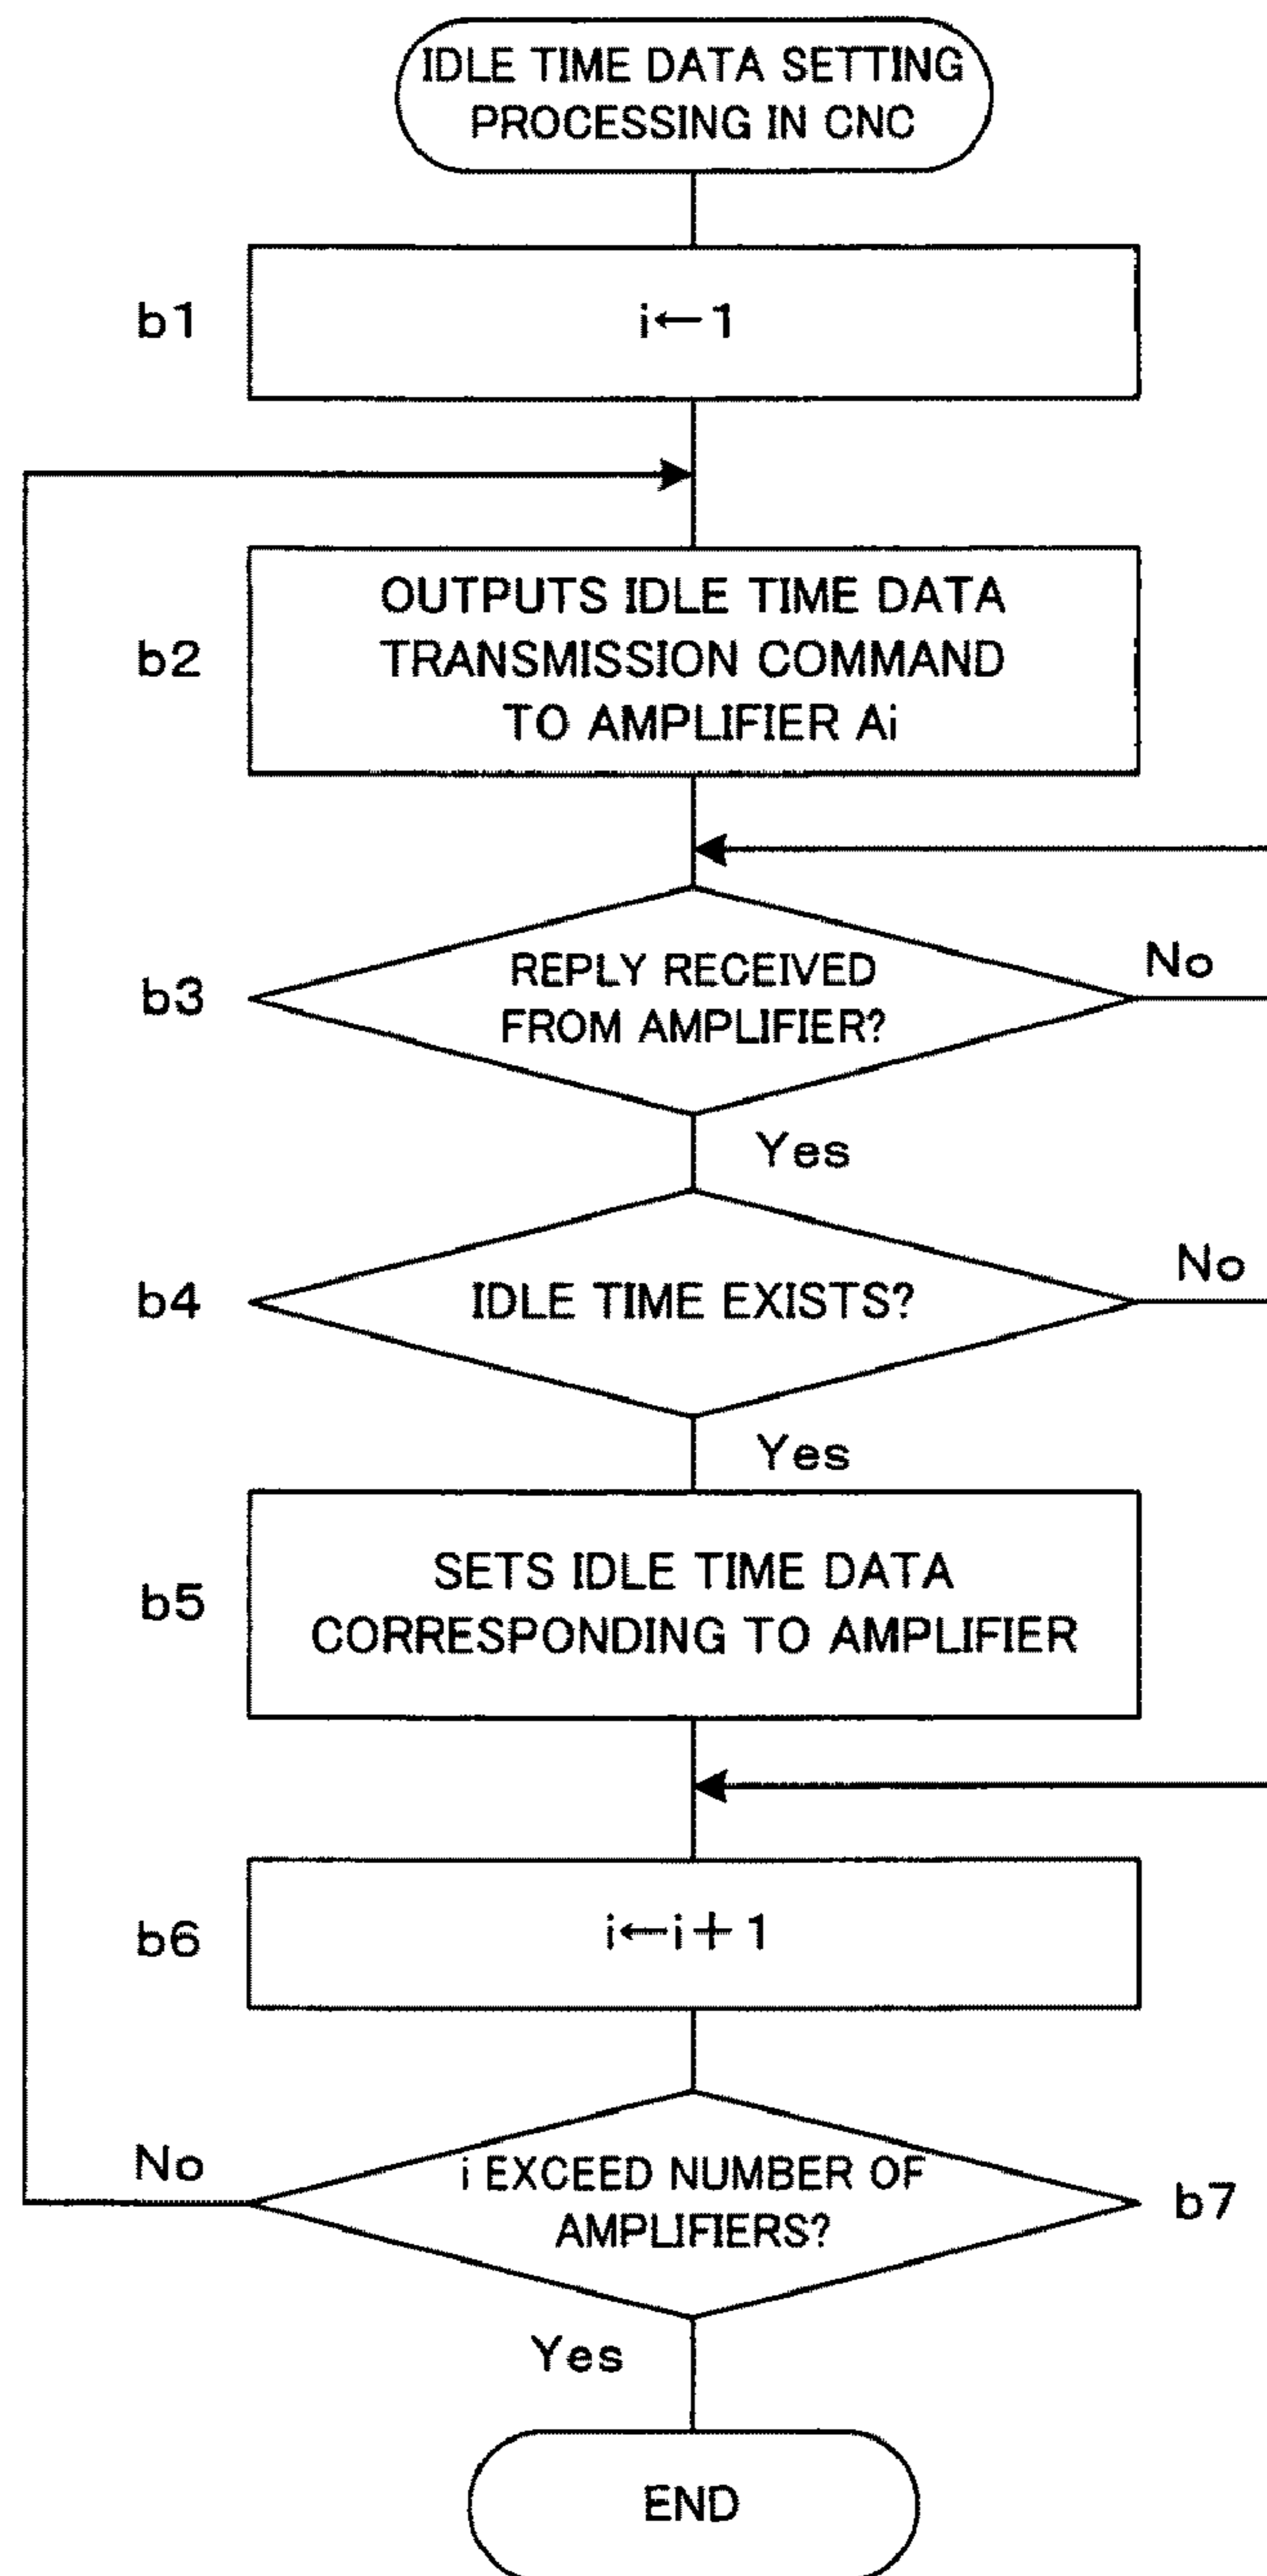 IDLE TIME DATA SETTING
PROCESSING IN CNC
b1
i←1
b2
OUTPUTS IDLE TIME DATA
TRANSMISSION COMMAND
TO AMPLIFIER Ai
b3
REPLY RECEIVED
FROM AMPLIFIER?
No
Yes
b4
IDLE TIME EXISTS?
No
Yes
b5
SETS IDLE TIME DATA
CORRESPONDING TO AMPLIFIER
b6
i←i+1
No
i EXCEED NUMBER OF
AMPLIFIERS?
b7
Yes
END